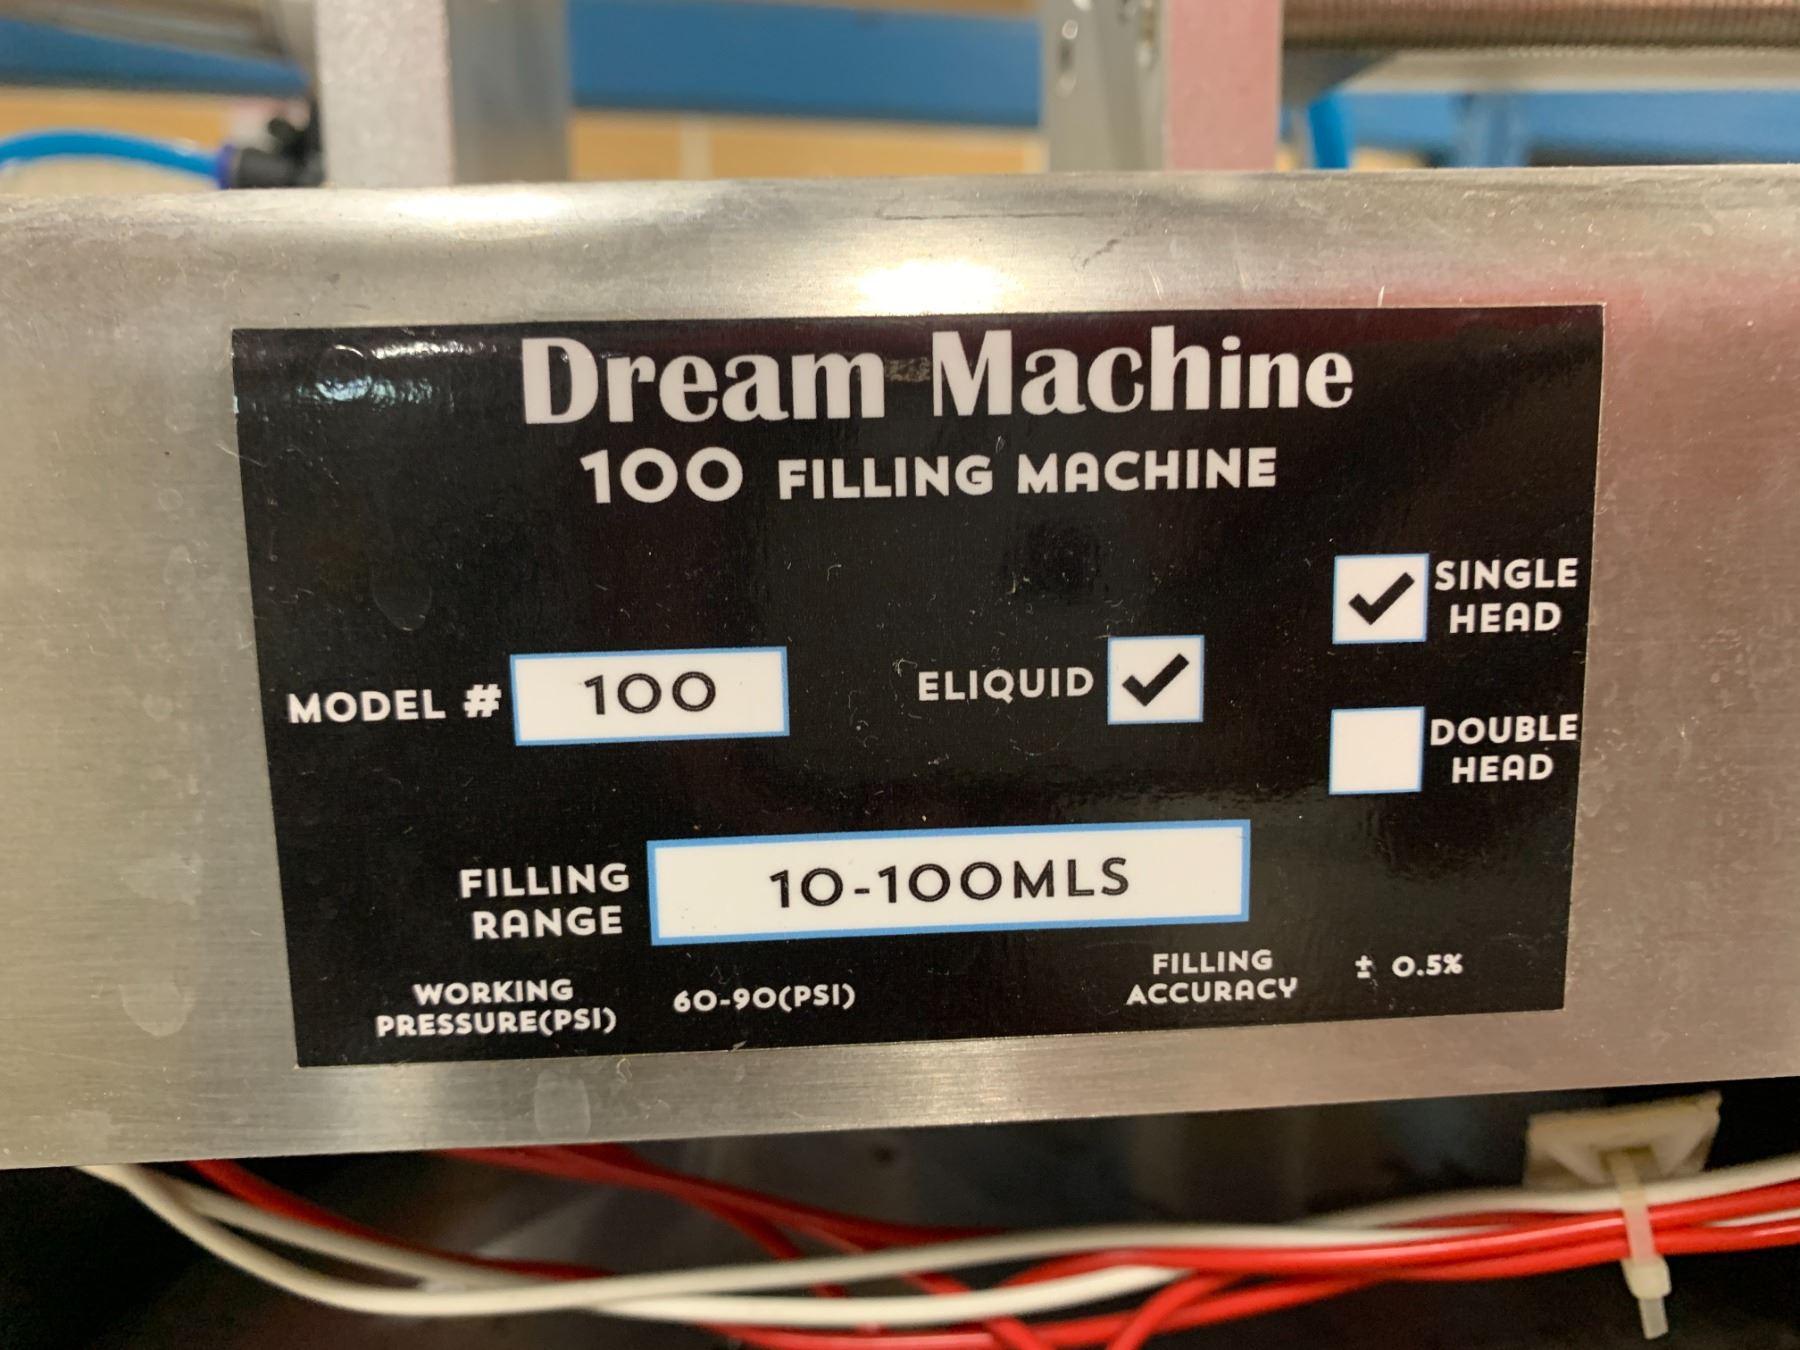 Dream Machine
100 FILLING MACHINE
SINGLE
HEAD
MODEL # 100
ELIQUID
DOUBLE
HEAD
FILLING
RANGE
10-100MLS
WORKING
PRESSURE(PSI)
60-90(PSI)
FILLING
ACCURACY
± 0.5%